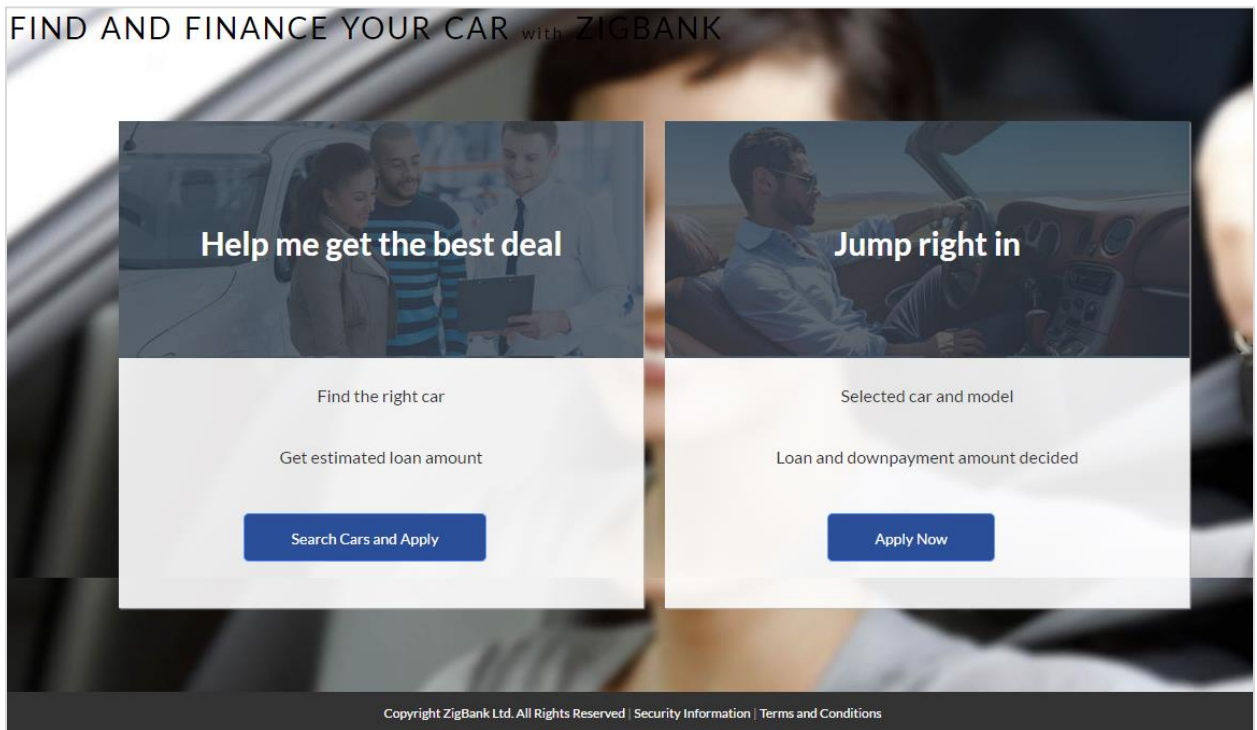 FIND AND FINANCE YOUR CAR with ZIGBANK
Help me get the best deal
Find the right car
Get estimated loan amount
Search Cars and Apply
Jump right in
Selected car and model
Loan and downpayment amount decided
Apply Now
Copyright ZigBank Ltd. All Rights Reserved | Security Information | Terms and Conditions